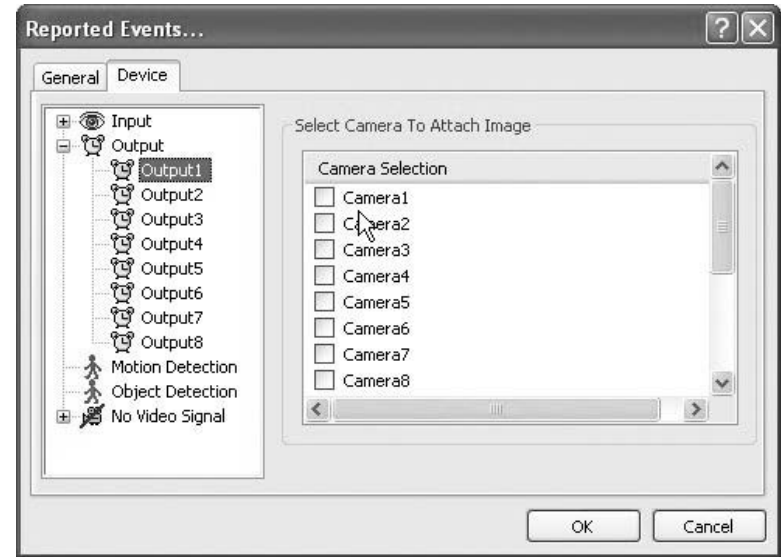 Reported Events...
General
Device
Input
Output
Output1
Output2
Output3
Output4
Output5
Output6
Output7
Output8
Motion Detection
Object Detection
No Video Signal
Select Camera To Attach Image
Camera Selection
Camera1
Camera2
Camera3
Camera4
Camera5
Camera6
Camera7
Camera8
OK
Cancel